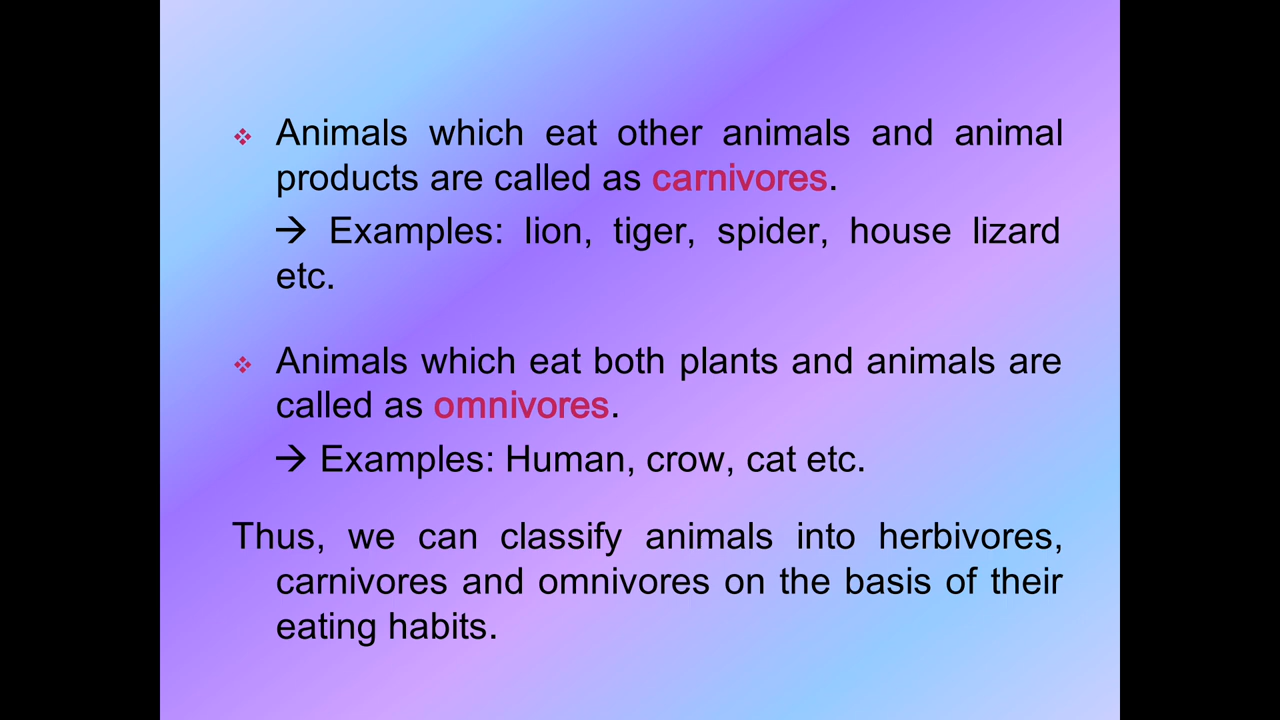 ❖ Animals which eat other animals and animal
products are called as carnivores.
→ Examples: lion, tiger, spider, house lizard
etc.
❖ Animals which eat both plants and animals are
called as omnivores.
→ Examples: Human, crow, cat etc.
Thus, we can classify animals into herbivores,
carnivores and omnivores on the basis of their
eating habits.